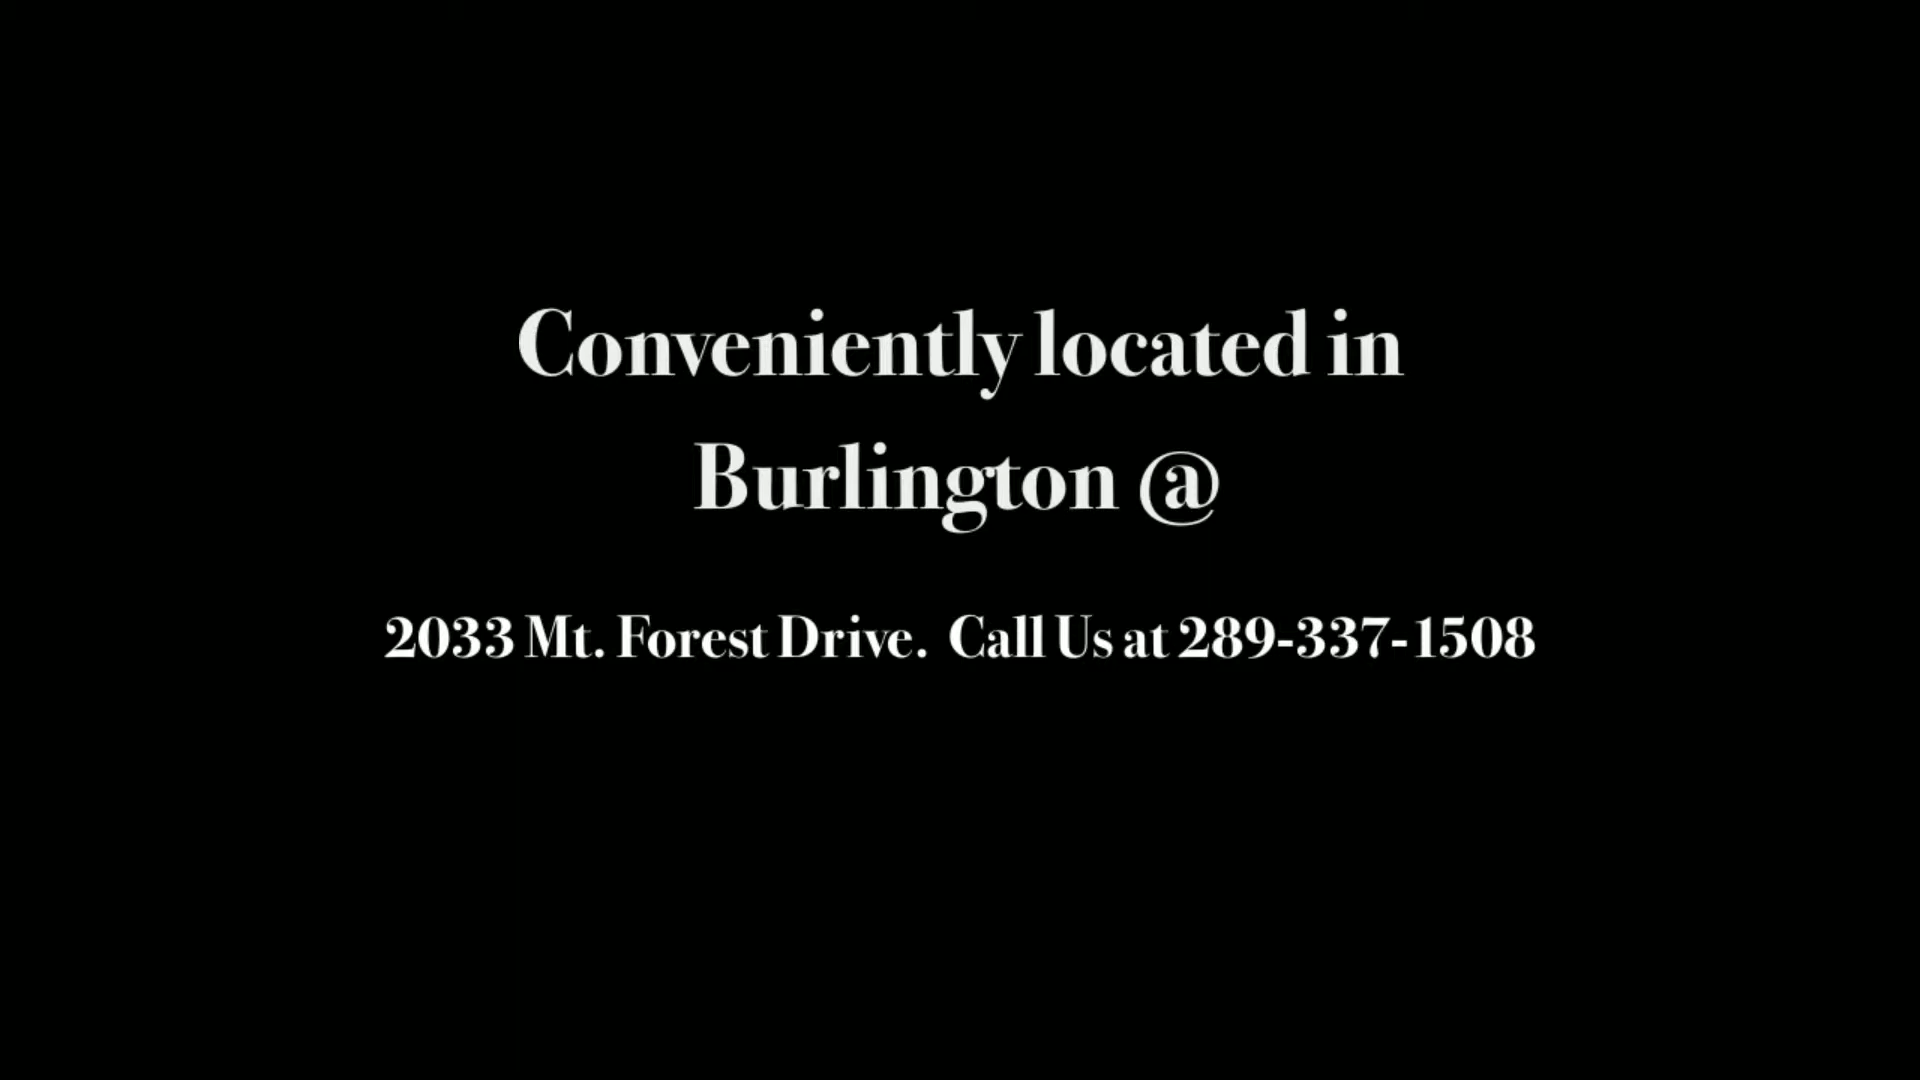 Conveniently located in
Burlington @
2033 Mt. Forest Drive.  Call Us at 289-337-1508